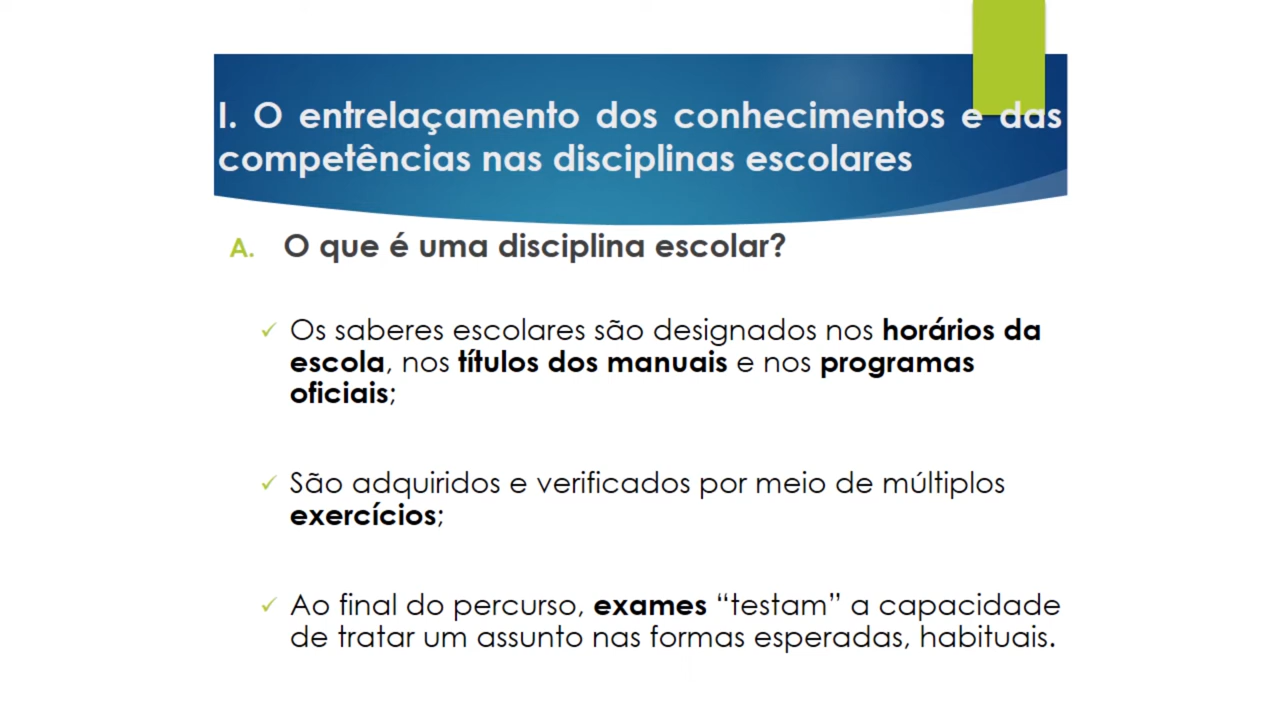 I. O entrelaçamento dos conhecimentos e das
competências nas disciplinas escolares
A. O que é uma disciplina escolar?
✓ Os saberes escolares são designados nos horários da
escola, nos títulos dos manuais e nos programas
oficiais;
✓ São adquiridos e verificados por meio de múltiplos
exercícios;
✓ Ao final do percurso, exames “testam” a capacidade
de tratar um assunto nas formas esperadas, habituais.